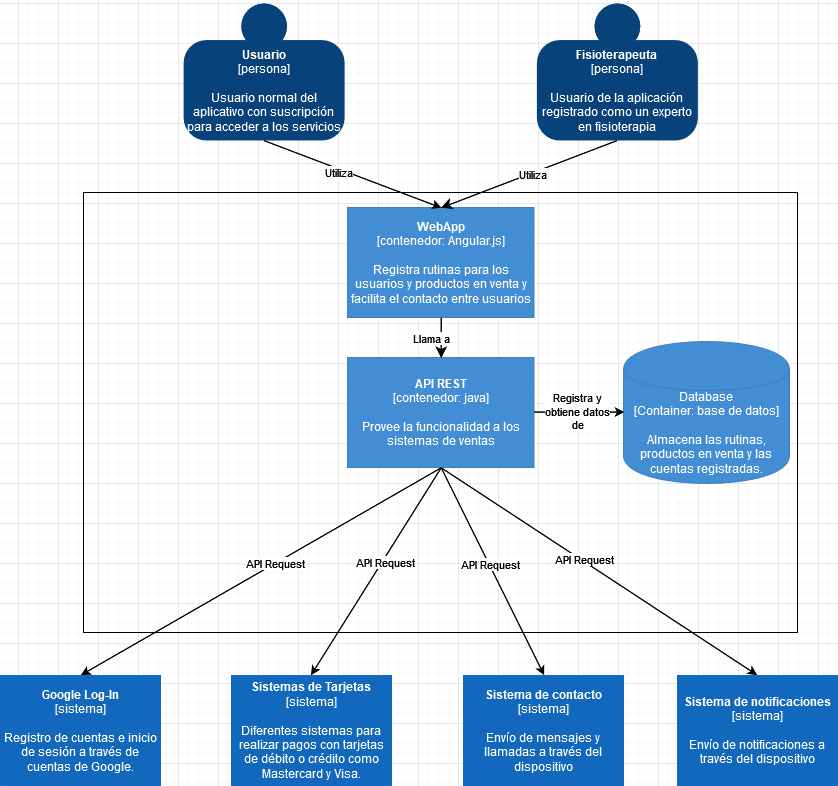 Usuario
[persona]
Usuario normal del
aplicativo con suscripción
para acceder a los servicios
Fisioterapeuta
[persona]
Usuario de la aplicación
registrado como un experto
en fisioterapia
Utiliza
Utiliza
WebApp
[contenedor: Angular.js]
Registra rutinas para los
usuarios y productos en venta y
facilita el contacto entre usuarios
Llama a
API REST
[contenedor: java]
Provee la funcionalidad a los
sistemas de ventas
Registra y
obtiene datos
de
Database
[Container: base de datos]
Almacena las rutinas,
productos en venta y las
cuentas registradas.
API Request
API Request
API Request
API Request
Google Log-In
[sistema]
Registro de cuentas e inicio
de sesión a través de
cuentas de Google.
Sistemas de Tarjetas
[sistema]
Diferentes sistemas para
realizar pagos con tarjetas
de débito o crédito como
Mastercard y Visa.
Sistema de contacto
[sistema]
Envío de mensajes y
llamadas a través del
dispositivo
Sistema de notificaciones
[sistema]
Envío de notificaciones a
través del dispositivo